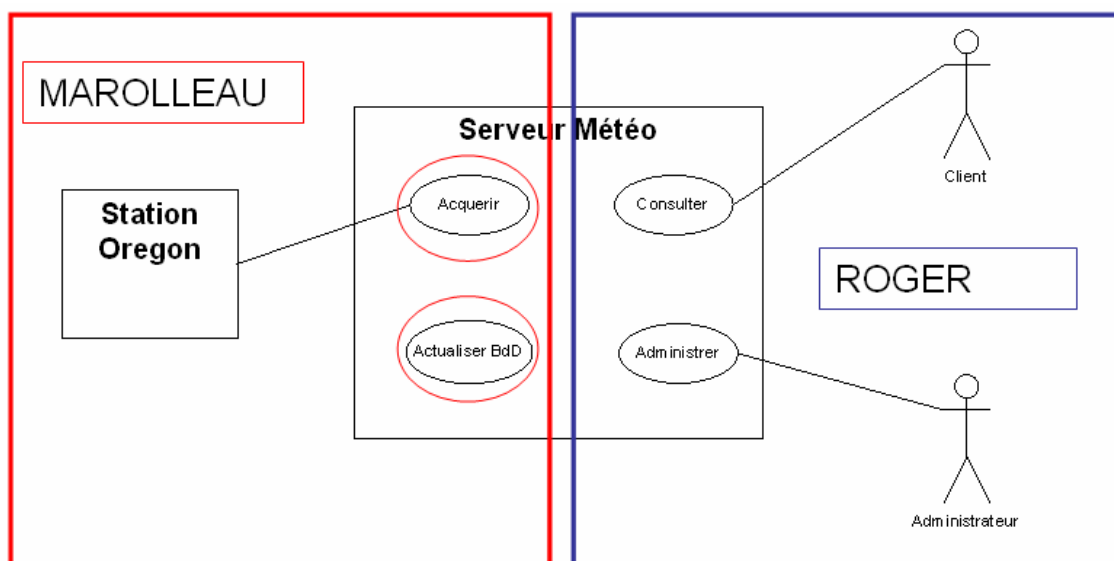 MAROLLEAU
Serveur Météo
Station
Oregon
Acquerir
Consulter
Client
ROGER
Actualiser BdD
Administrer
Administrateur